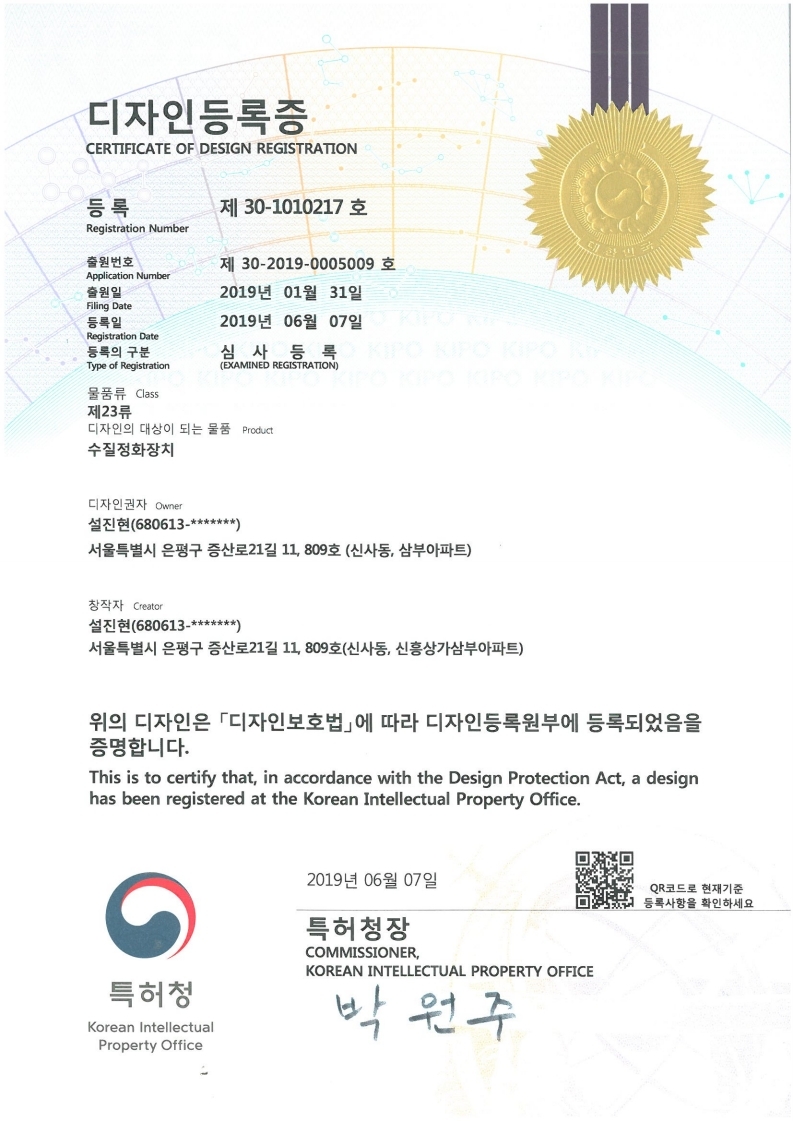 디자인등록증
CERTIFICATE OF DESIGN REGISTRATION
등록 제 30-1010217 호
Registration Number
출원번호 제 30-2019-0005009 호
Application Number
출원일 2019년 01월 31일
Filing Date
등록일 2019년 06월 07일
Registration Date
등록의 구분 심 사 등 록
Type of Registration (EXAMINED REGISTRATION)
물품류 Class
제23류
디자인의 대상이 되는 물품 Product
수질정화장치
디자인권자 Owner
설진현(680613-*******)
서울특별시 은평구 증산로21길 11, 809호 (신사동, 삼부아파트)
창작자 Creator
설진현(680613-*******)
서울특별시 은평구 증산로21길 11, 809호(신사동, 신흥상가삼부아파트)
위의 디자인은 「디자인보호법」에 따라 디자인등록원부에 등록되었음을
증명합니다.
This is to certify that, in accordance with the Design Protection Act, a design
has been registered at the Korean Intellectual Property Office.
2019년 06월 07일
QR코드로 현재기준
등록사항을 확인하세요
특허청장
COMMISSIONER,
KOREAN INTELLECTUAL PROPERTY OFFICE
박원주
특허청
Korean Intellectual
Property Office
대한민국
KIPO KIPO KIPO KIPO KIPO KIPO